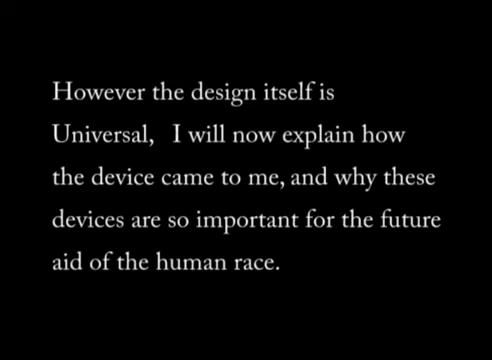 However the design itself is
Universal,   I will now explain how
the device came to me, and why these
devices are so important for the future
aid of the human race.